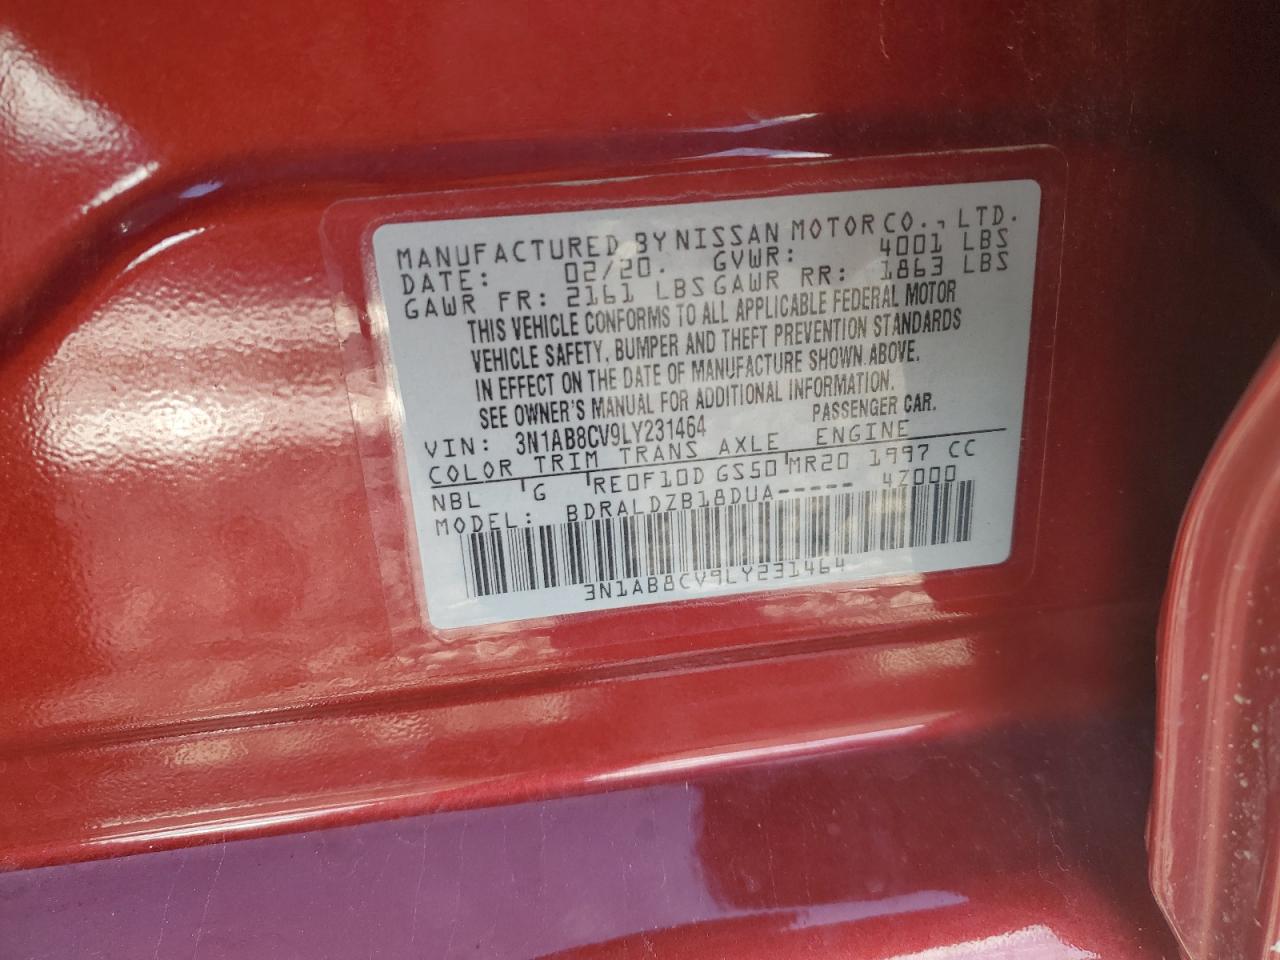 MANUFACTURED BY NISSAN MOTOR CO., LTD.
DATE: 02/20. GVWR: 4001 LBS
GAWR FR: 2161 LBS GAWR RR: 1863 LBS
THIS VEHICLE CONFORMS TO ALL APPLICABLE FEDERAL MOTOR
VEHICLE SAFETY, BUMPER AND THEFT PREVENTION STANDARDS
IN EFFECT ON THE DATE OF MANUFACTURE SHOWN ABOVE.
SEE OWNER'S MANUAL FOR ADDITIONAL INFORMATION.
VIN: 3N1AB8CV9LY231464 PASSENGER CAR.
COLOR TRIM TRANS AXLE ENGINE
NBL G RE0F10D GS50 MR20 1997 CC
MODEL: BDRALDZB18DUA----- 4Z000
3N1AB8CV9LY231464